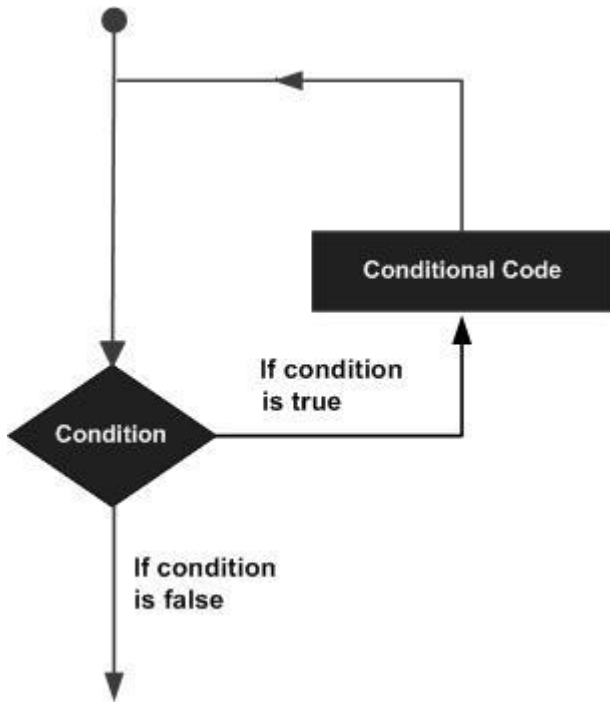 Conditional Code
If condition
is true
Condition
If condition
is false